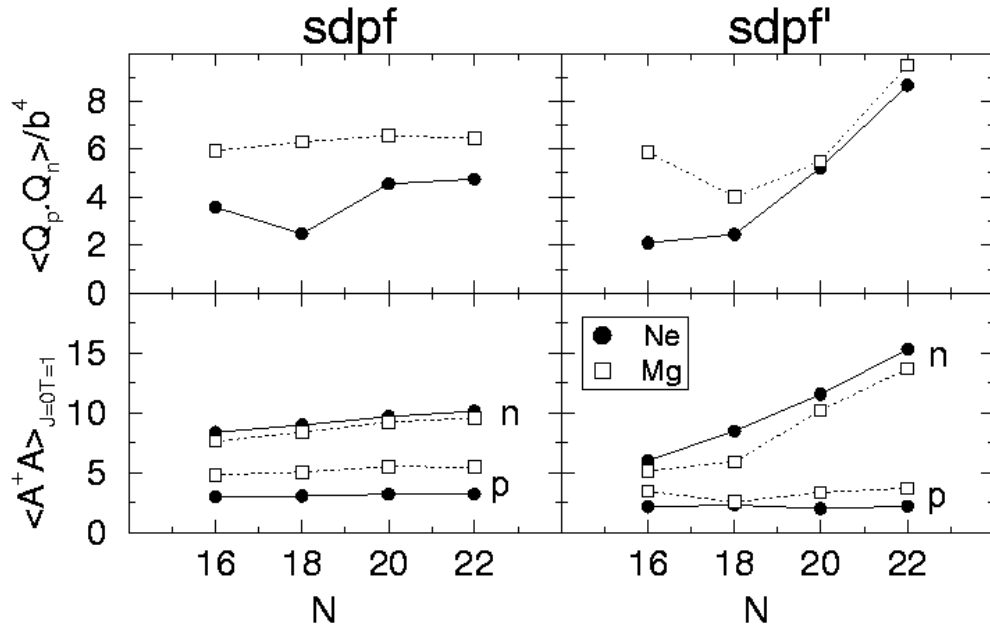 sdpf
sdpf'
<Q_p.Q_n>/b^4
8
6
4
2
0
<A^+A>_{J=0T=1}
15
10
5
0
n
p
Ne
Mg
n
p
16 18 20 22
16 18 20 22
N
N